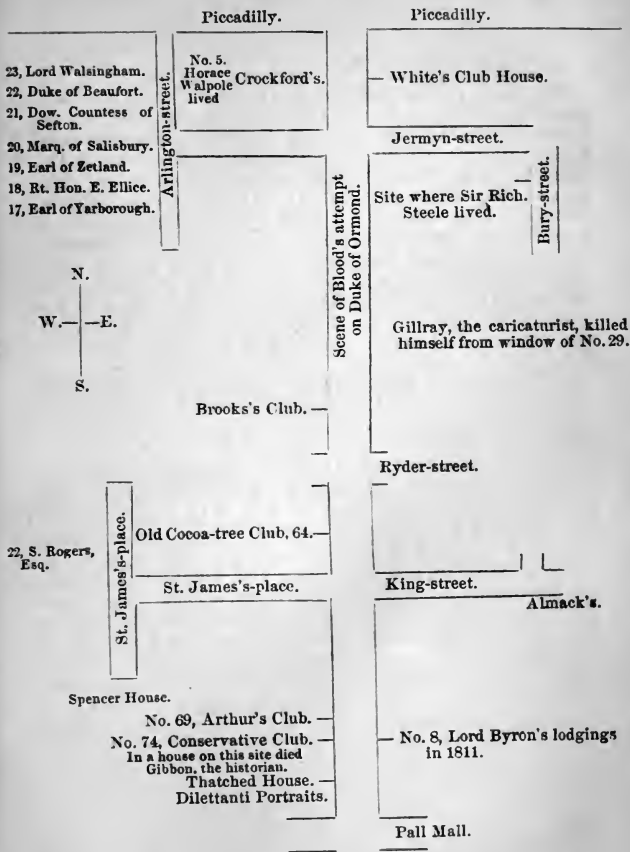 Piccadilly.
Piccadilly.
23, Lord Walsingham.
22, Duke of Beaufort.
21, Dow. Countess of
Sefton.
20, Marq. of Salisbury.
19, Earl of Zetland.
18, Rt. Hon. E. Ellice.
17, Earl of Yarborough.
Arlington-street.
No. 5.
Horace
Walpole
lived
Crockford's.
White's Club House.
Jermyn-street.
Site where Sir Rich.
Steele lived.
Bury-street.
Scene of Blood's attempt
on Duke of Ormond.
N.
W.
E.
S.
Gillray, the caricaturist, killed
himself from window of No. 29.
Brooks's Club.
Ryder-street.
22, S. Rogers,
Esq.
St. James's-place.
Old Cocoa-tree Club, 64.
St. James's-place.
King-street.
Almack's.
Spencer House.
No. 69, Arthur's Club.
No. 74, Conservative Club.
In a house on this site died
Gibbon, the historian.
Thatched House.
Dilettanti Portraits.
No. 8, Lord Byron's lodgings
in 1811.
Pall Mall.